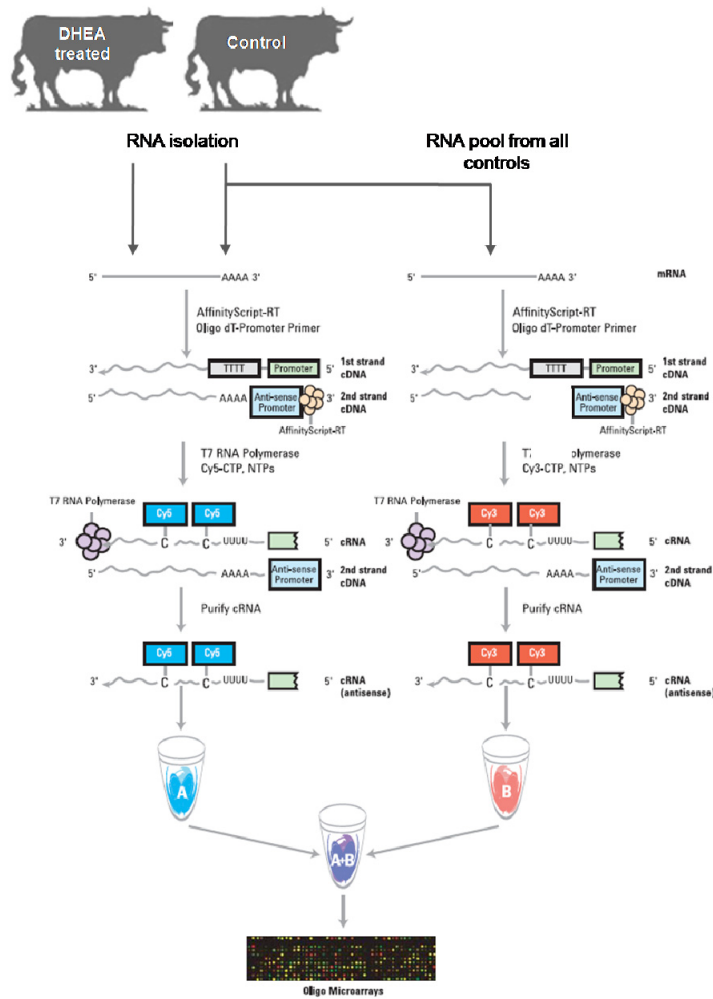 DHEA
treated
Control
RNA isolation
RNA pool from all
controls
5' AAAA 3'
5' AAAA 3'
mRNA
AffinityScript-RT
Oligo dT-Promoter Primer
AffinityScript-RT
Oligo dT-Promoter Primer
3' TTTT Promoter 5' 1st strand
cDNA
3' TTTT Promoter 5' 1st strand
cDNA
5' AAAA Anti-sense
Promoter 3' 2nd strand
cDNA
5' Anti-sense
Promoter 3' 2nd strand
cDNA
AffinityScript-RT
AffinityScript-RT
T7 RNA Polymerase
Cy5-CTP, NTPs
T7 olymerase
Cy3-CTP, NTPs
T7 RNA Polymerase
Cy5 Cy5
T7 RNA Polymerase
Cy3 Cy3
3' C C UUUU 5' cRNA
3' C C UUUU 5' cRNA
5' AAAA Anti-sense
Promoter 3' 2nd strand
cDNA
5' AAAA Anti-sense
Promoter 3' 2nd strand
cDNA
Purify cRNA
Purify cRNA
Cy5 Cy5
Cy3 Cy3
3' C C UUUU 5' cRNA
(antisense)
3' C C UUUU 5' cRNA
(antisense)
A
B
A+B
Oligo Microarrays